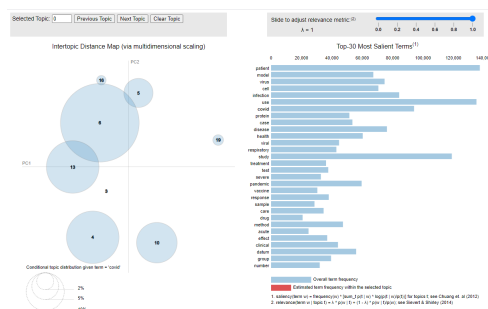 Selected Topic: 0 Previous Topic Next Topic Clear Topic
Slide to adjust relevance metric:(2)
λ = 1
0.0 0.2 0.4 0.6 0.8 1.0
Intertopic Distance Map (via multidimensional scaling)
PC2
PC1
16
5
6
19
13
3
4
10
Conditional topic distribution given term = 'covid'
2%
5%
Top-30 Most Salient Terms(1)
0 20,000 40,000 60,000 80,000 100,000 120,000 140,000
patient
model
virus
cell
infection
use
covid
protein
case
disease
health
viral
respiratory
study
treatment
test
severe
pandemic
vaccine
response
sample
care
drug
method
acute
effect
clinical
datum
group
number
Overall term frequency
Estimated term frequency within the selected topic
1. saliency(term w) = frequency(w) * [sum_t p(t | w) * log(p(t | w)/p(t))] for topics t; see Chuang et. al (2012)
2. relevance(term w | topic t) = λ * p(w | t) + (1 - λ) * p(w | t)/p(w); see Sievert & Shirley (2014)